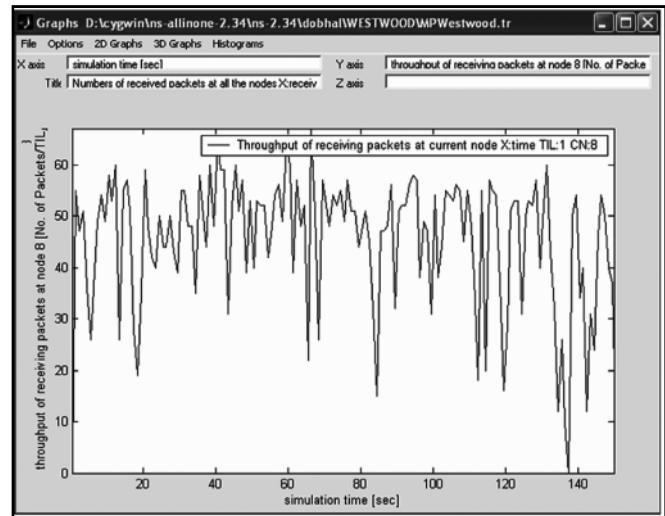 Graphs D:\cygwin\ns-allinone-2.34\ns-2.34\dobhal\WESTWOOD\MPWestwood.tr
File Options 2D Graphs 3D Graphs Histograms
X axis simulation time [sec] Y axis throughput of receiving packets at node 8 [No. of Packe
Title Numbers of received packets at all the nodes X:receiv Z axis
Throughput of receiving packets at current node X:time TIL:1 CN:8
throughput of receiving packets at node 8 [No. of Packets/TIL]
60
50
40
30
20
10
0
20 40 60 80 100 120 140
simulation time [sec]